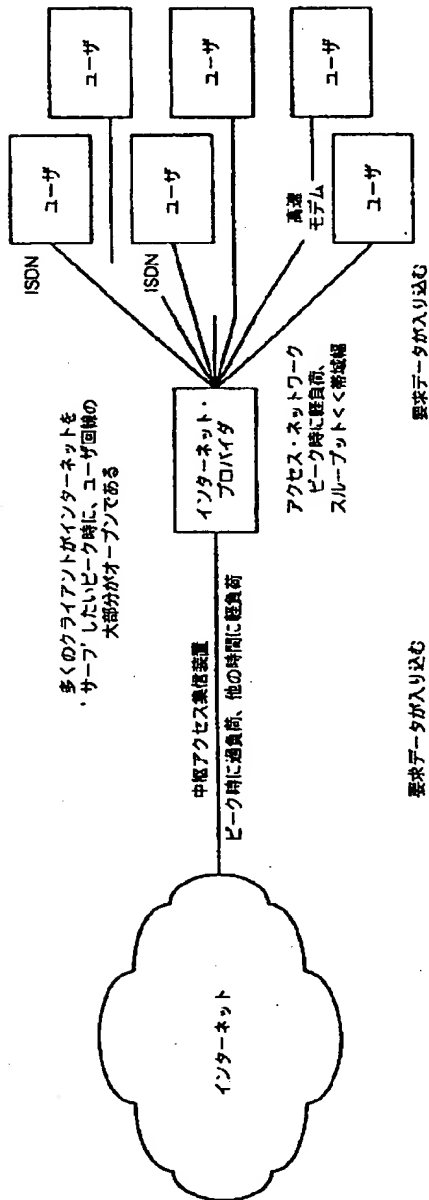 多くのクライアントがインターネットを
'サーフ'したいピーク時に、ユーザ回線の
大部分がオープンである
インターネット
中枢アクセス集信装置
ピーク時に過負荷、他の時間に軽負荷
インターネット・
プロバイダ
アクセス・ネットワーク
ピーク時に軽負荷、
スループット<<帯域幅
ISDN
ISDN
高速
モデム
ユーザ
ユーザ
ユーザ
ユーザ
ユーザ
ユーザ
要求データが入り込む
要求データが入り込む